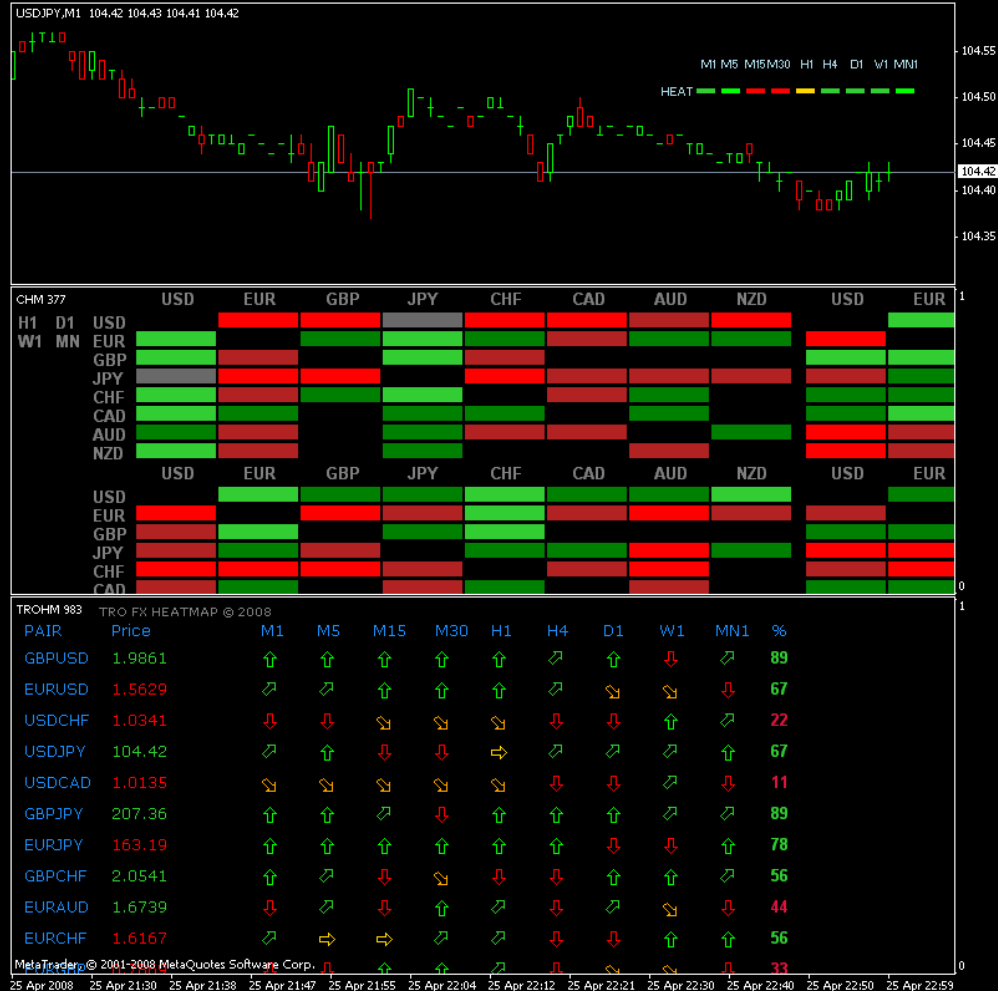 USDJPY,M1 104.42 104.43 104.41 104.42
104.55
M1 M5 M15 M30 H1 H4 D1 W1 MN1
HEAT
104.50
104.45
104.42
104.40
104.35
CHM 377
USD EUR GBP JPY CHF CAD AUD NZD USD EUR
1
H1 D1 USD
W1 MN EUR
GBP
JPY
CHF
CAD
AUD
NZD
USD EUR GBP JPY CHF CAD AUD NZD USD EUR
USD
EUR
GBP
JPY
CHF
CAD
0
TROHM 983 TRO FX HEATMAP © 2008
1
PAIR Price M1 M5 M15 M30 H1 H4 D1 W1 MN1 %
GBPUSD 1.9861 89
EURUSD 1.5629 67
USDCHF 1.0341 22
USDJPY 104.42 67
USDCAD 1.0135 11
GBPJPY 207.36 89
EURJPY 163.19 78
GBPCHF 2.0541 56
EURAUD 1.6739 44
EURCHF 1.6167 56
MetaTrader, © 2001-2008 MetaQuotes Software Corp.
33
0
25 Apr 2008 25 Apr 21:30 25 Apr 21:38 25 Apr 21:47 25 Apr 21:55 25 Apr 22:04 25 Apr 22:12 25 Apr 22:21 25 Apr 22:30 25 Apr 22:40 25 Apr 22:50 25 Apr 22:59